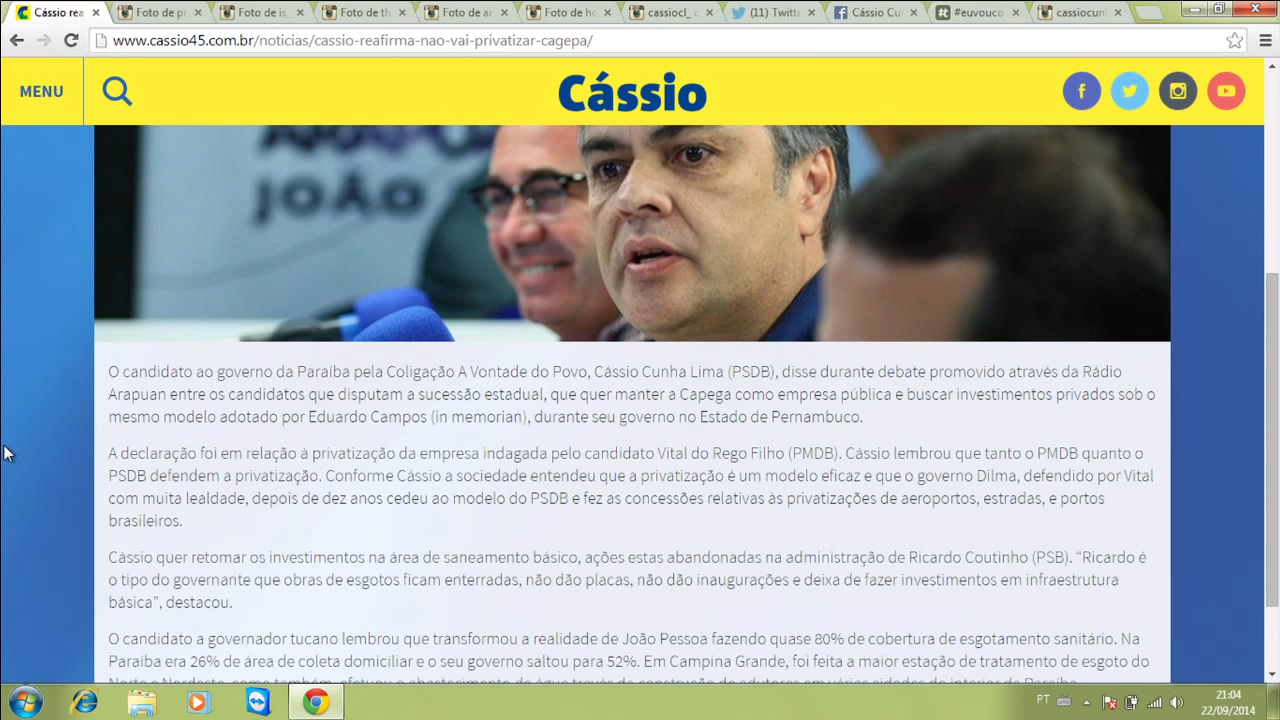 Cássio rea
Foto de pr
Foto de is
Foto de th
Foto de an
Foto de ho
cassiocl_ c
(11) Twitte
Cássio Cu
#euvouco
cassiocunh
www.cassio45.com.br/noticias/cassio-reafirma-nao-vai-privatizar-cagepa/
MENU
Cássio
JOÃO
O candidato ao governo da Paraíba pela Coligação A Vontade do Povo, Cássio Cunha Lima (PSDB), disse durante debate promovido através da Rádio
Arapuan entre os candidatos que disputam a sucessão estadual, que quer manter a Capega como empresa pública e buscar investimentos privados sob o
mesmo modelo adotado por Eduardo Campos (in memorian), durante seu governo no Estado de Pernambuco.
A declaração foi em relação à privatização da empresa indagada pelo candidato Vital do Rego Filho (PMDB). Cássio lembrou que tanto o PMDB quanto o
PSDB defendem a privatização. Conforme Cássio a sociedade entendeu que a privatização é um modelo eficaz e que o governo Dilma, defendido por Vital
com muita lealdade, depois de dez anos cedeu ao modelo do PSDB e fez as concessões relativas às privatizações de aeroportos, estradas, e portos
brasileiros.
Cássio quer retomar os investimentos na área de saneamento básico, ações estas abandonadas na administração de Ricardo Coutinho (PSB). “Ricardo é
o tipo do governante que obras de esgotos ficam enterradas, não dão placas, não dão inaugurações e deixa de fazer investimentos em infraestrutura
básica”, destacou.
O candidato a governador tucano lembrou que transformou a realidade de João Pessoa fazendo quase 80% de cobertura de esgotamento sanitário. Na
Paraíba era 26% de área de coleta domiciliar e o seu governo saltou para 52%. Em Campina Grande, foi feita a maior estação de tratamento de esgoto do
PT
21:04
22/09/2014